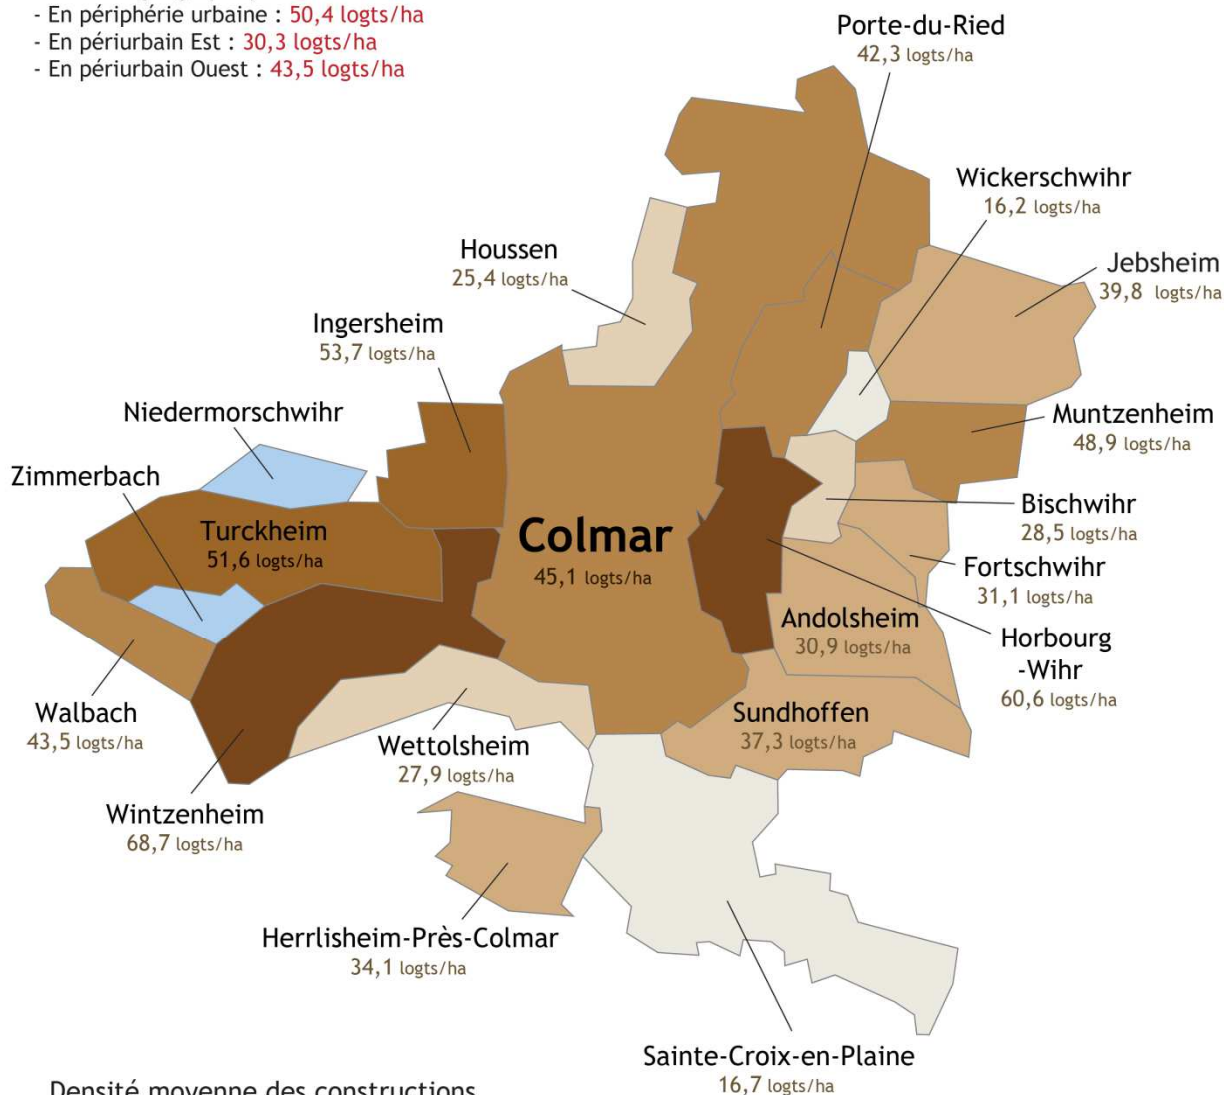 - En périphérie urbaine : 50,4 logts/ha
- En périurbain Est : 30,3 logts/ha
- En périurbain Ouest : 43,5 logts/ha
Porte-du-Ried
42,3 logts/ha
Wickerschwihr
16,2 logts/ha
Houssen
25,4 logts/ha
Jebsheim
39,8 logts/ha
Ingersheim
53,7 logts/ha
Niedermorschwihr
Muntzenheim
48,9 logts/ha
Zimmerbach
Bischwihr
28,5 logts/ha
Turckheim
51,6 logts/ha
Colmar
45,1 logts/ha
Fortschwihr
31,1 logts/ha
Andolsheim
30,9 logts/ha
Horbourg
-Wihr
60,6 logts/ha
Walbach
43,5 logts/ha
Sundhoffen
37,3 logts/ha
Wettolsheim
27,9 logts/ha
Wintzenheim
68,7 logts/ha
Herrlisheim-Près-Colmar
34,1 logts/ha
Sainte-Croix-en-Plaine
16,7 logts/ha
Densité moyenne des constructions